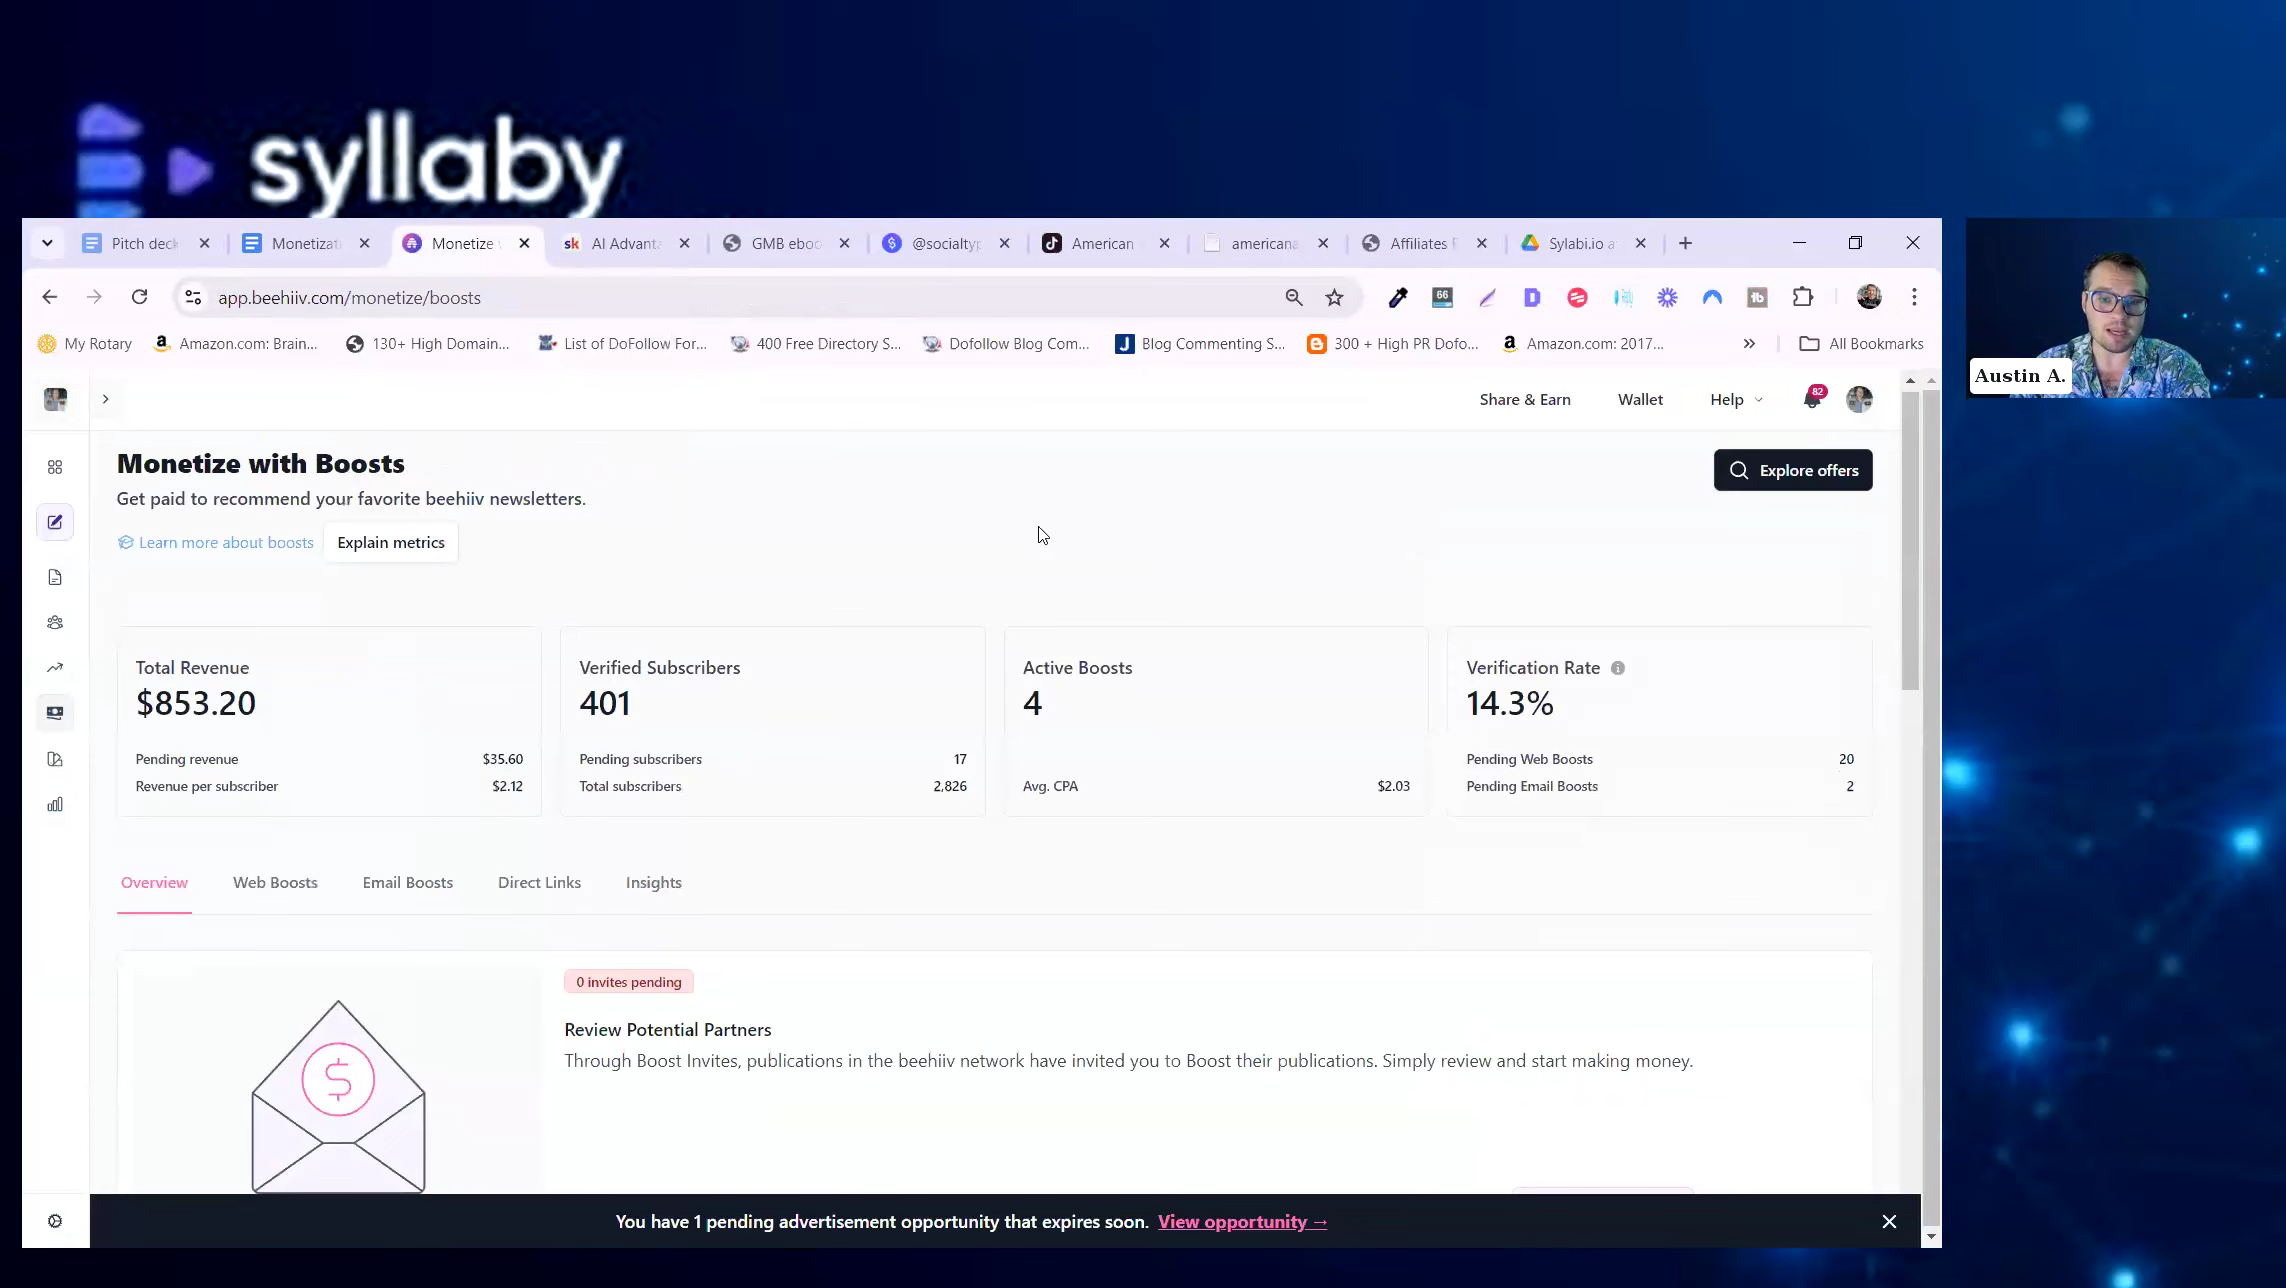 syllaby
Pitch deck
Monetizat
Monetize
AI Advanta
GMB eboo
@socialtyp
American
americana
Affiliates
Sylabi.io a
app.beehiiv.com/monetize/boosts
66
My Rotary
Amazon.com: Brain...
130+ High Domain...
List of DoFollow For...
400 Free Directory S...
Dofollow Blog Com...
Blog Commenting S...
300 + High PR Dofo...
Amazon.com: 2017...
All Bookmarks
Austin A.
Share & Earn
Wallet
Help
82
Monetize with Boosts
Get paid to recommend your favorite beehiiv newsletters.
Explore offers
Learn more about boosts
Explain metrics
Total Revenue
$853.20
Pending revenue $35.60
Revenue per subscriber $2.12
Verified Subscribers
401
Pending subscribers 17
Total subscribers 2,826
Active Boosts
4
Avg. CPA $2.03
Verification Rate
14.3%
Pending Web Boosts 20
Pending Email Boosts 2
Overview
Web Boosts
Email Boosts
Direct Links
Insights
0 invites pending
Review Potential Partners
Through Boost Invites, publications in the beehiiv network have invited you to Boost their publications. Simply review and start making money.
You have 1 pending advertisement opportunity that expires soon. View opportunity →